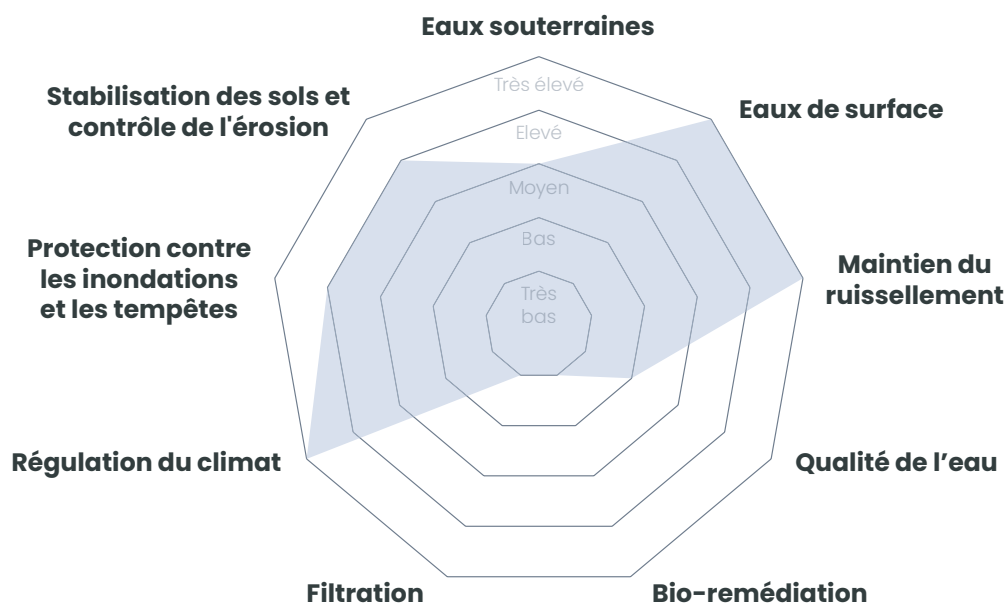 Eaux souterraines
Très élevé
Stabilisation des sols et
contrôle de l'érosion
Eaux de surface
Elevé
Moyen
Bas
Protection contre
les inondations
et les tempêtes
Maintien du
ruissellement
Très
bas
Régulation du climat
Qualité de l’eau
Filtration
Bio-remédiation